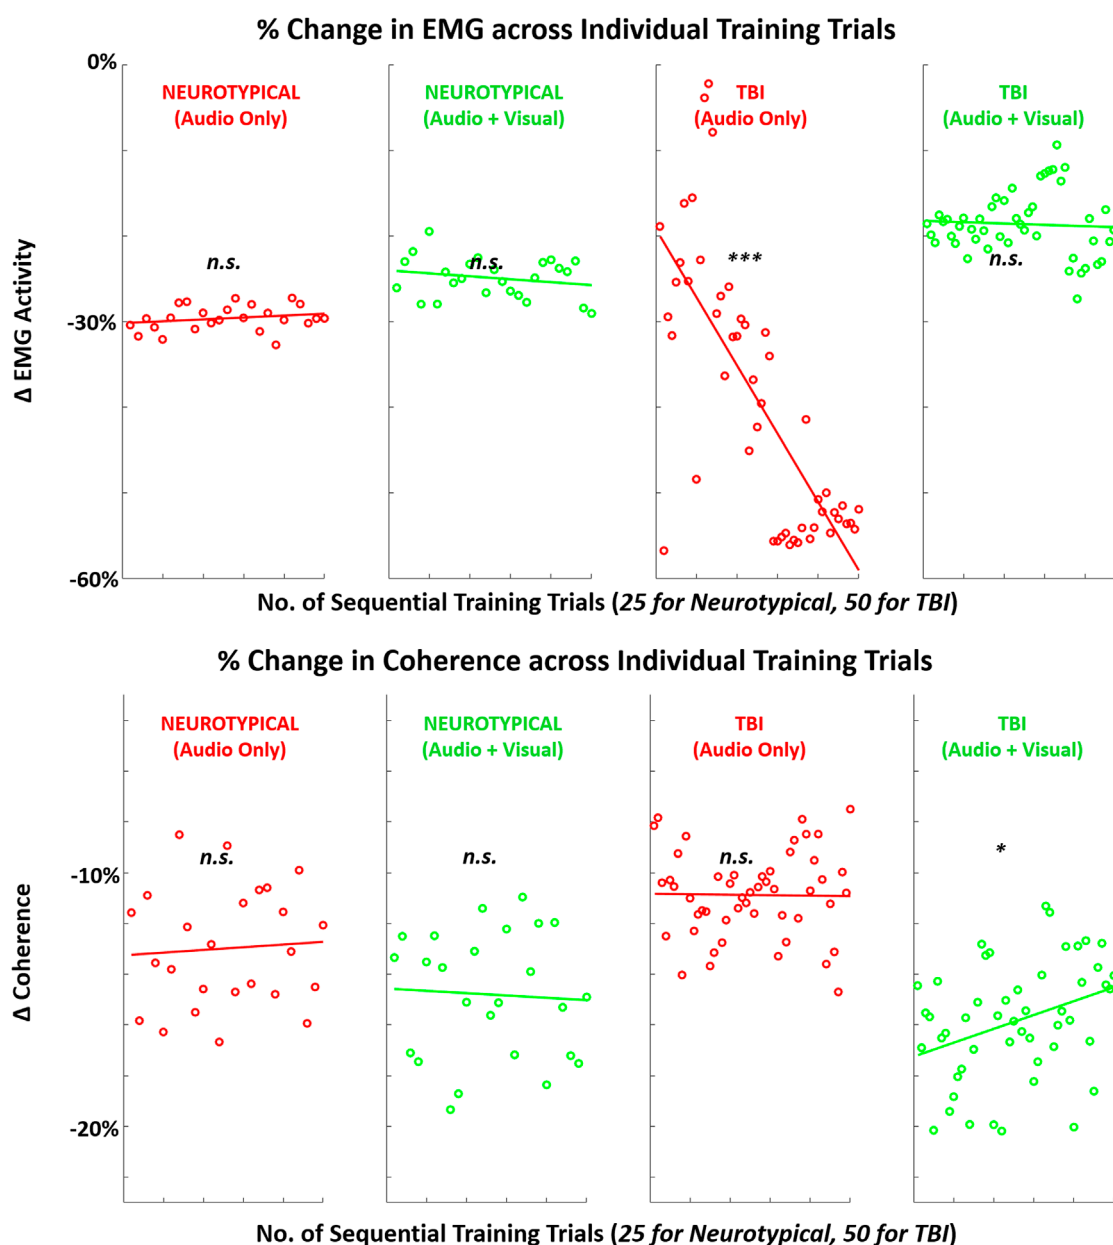 % Change in EMG across Individual Training Trials
0%
NEUROTYPICAL
(Audio Only)
NEUROTYPICAL
(Audio + Visual)
TBI
(Audio Only)
TBI
(Audio + Visual)
n.s.
n.s.
***
n.s.
Δ EMG Activity
-30%
-60%
No. of Sequential Training Trials (25 for Neurotypical, 50 for TBI)
% Change in Coherence across Individual Training Trials
NEUROTYPICAL
(Audio Only)
NEUROTYPICAL
(Audio + Visual)
TBI
(Audio Only)
TBI
(Audio + Visual)
n.s.
n.s.
n.s.
*
Δ Coherence
-10%
-20%
No. of Sequential Training Trials (25 for Neurotypical, 50 for TBI)